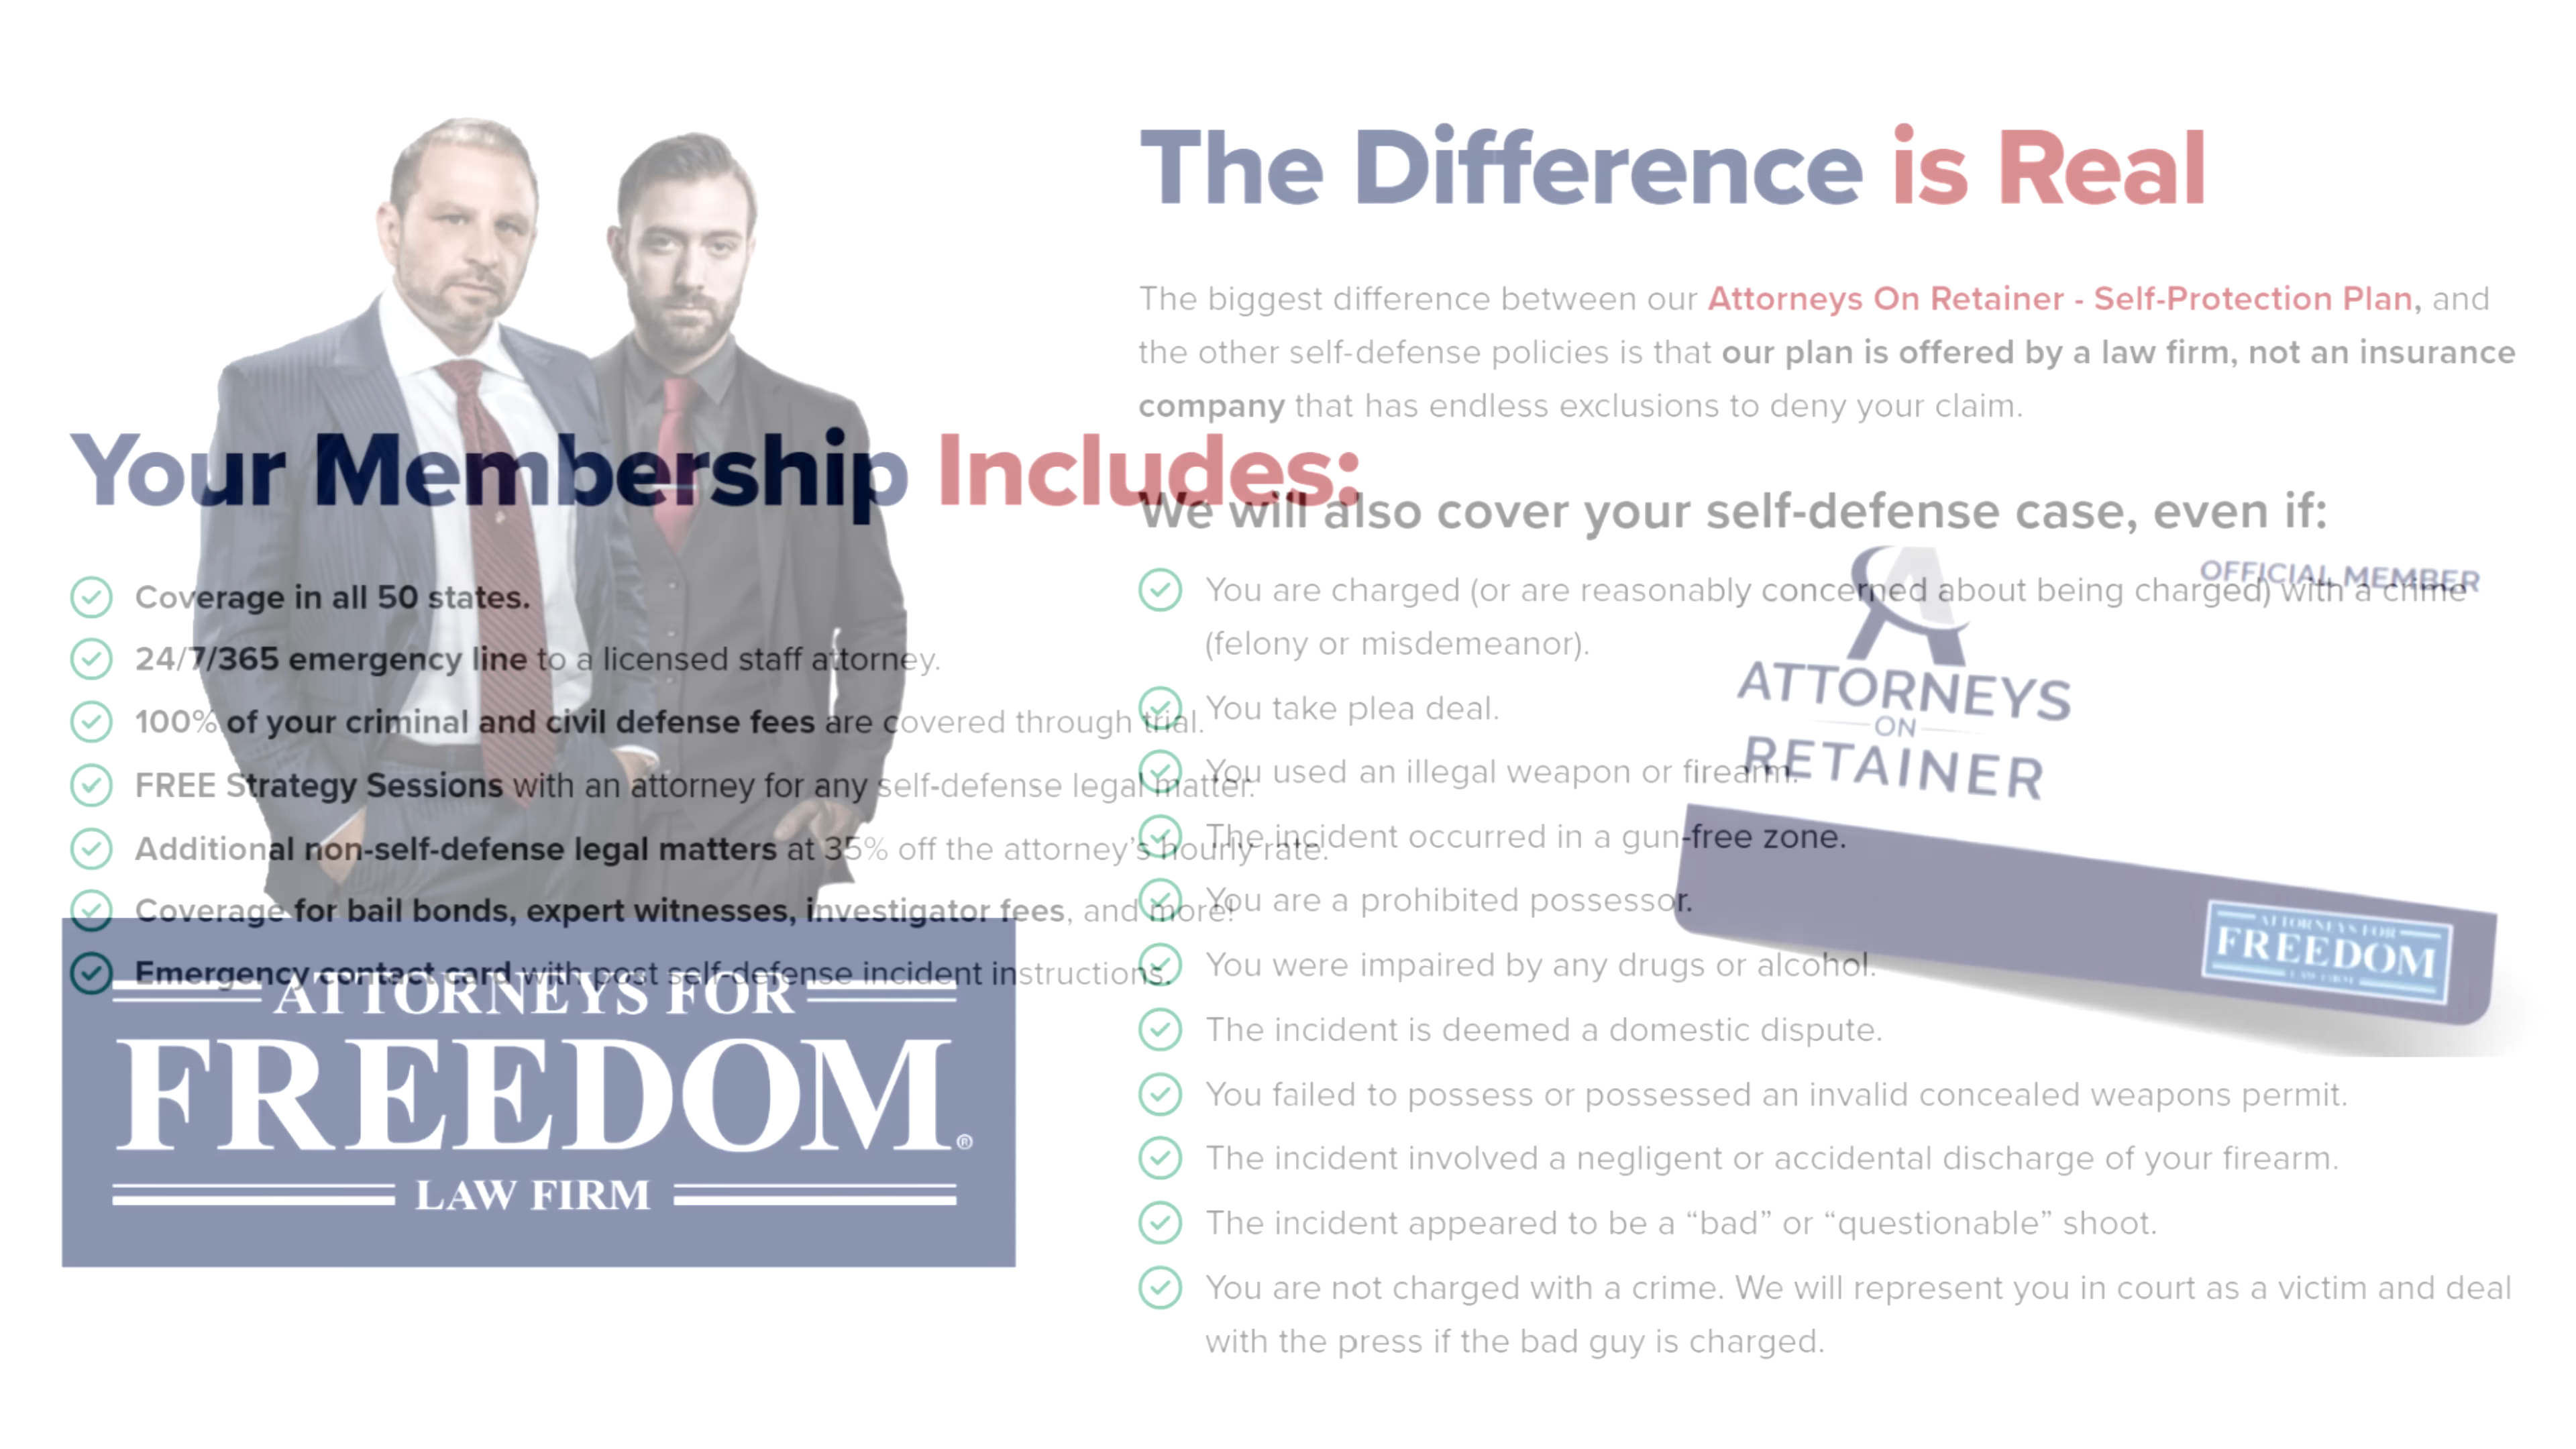 The Difference is Real
The biggest difference between our Attorneys On Retainer - Self-Protection Plan, and
the other self-defense policies is that our plan is offered by a law firm, not an insurance
company that has endless exclusions to deny your claim.
We will also cover your self-defense case, even if:
You are charged (or are reasonably concerned about being charged) with a crime
(felony or misdemeanor).
You take plea deal.
You used an illegal weapon or firearm.
The incident occurred in a gun-free zone.
You are a prohibited possessor.
You were impaired by any drugs or alcohol.
The incident is deemed a domestic dispute.
You failed to possess or possessed an invalid concealed weapons permit.
The incident involved a negligent or accidental discharge of your firearm.
The incident appeared to be a “bad” or “questionable” shoot.
You are not charged with a crime. We will represent you in court as a victim and deal
with the press if the bad guy is charged.
Your Membership Includes:
Coverage in all 50 states.
24/7/365 emergency line to a licensed staff attorney.
100% of your criminal and civil defense fees are covered through trial.
FREE Strategy Sessions with an attorney for any self-defense legal matter.
Additional non-self-defense legal matters at 35% off the attorney’s hourly rate.
Coverage for bail bonds, expert witnesses, investigator fees, and more!
Emergency contact card with post self-defense incident instructions.
ATTORNEYS FOR
FREEDOM®
LAW FIRM
OFFICIAL MEMBER
ATTORNEYS
ON
RETAINER
ATTORNEYS FOR
FREEDOM
LAW FIRM